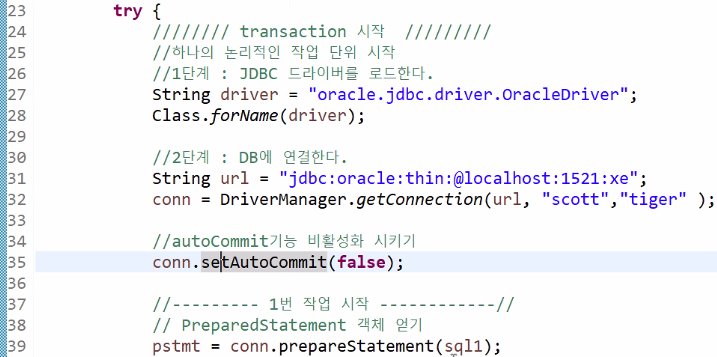 23 try {
24 //////// transaction 시작 /////////
25 //하나의 논리적인 작업 단위 시작
26 //1단계 : JDBC 드라이버를 로드한다.
27 String driver = "oracle.jdbc.driver.OracleDriver";
28 Class.forName(driver);
29
30 //2단계 : DB에 연결한다.
31 String url = "jdbc:oracle:thin:@localhost:1521:xe";
32 conn = DriverManager.getConnection(url, "scott","tiger" );
33
34 //autoCommit기능 비활성화 시키기
35 conn.setAutoCommit(false);
36
37 //--------- 1번 작업 시작 ------------//
38 // PreparedStatement 객체 얻기
39 pstmt = conn.prepareStatement(sql1);